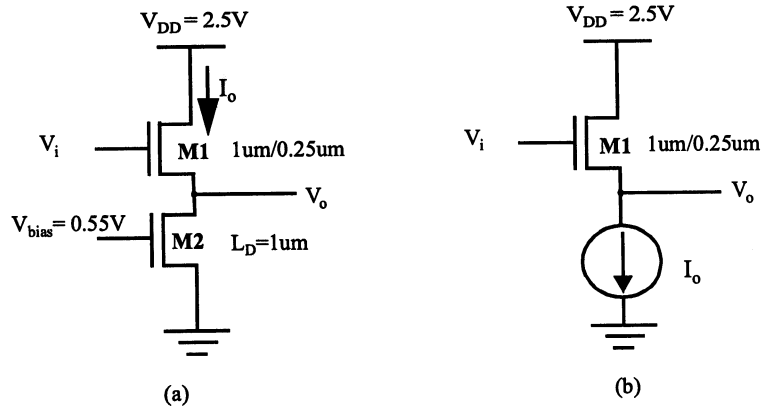 V_DD = 2.5V
I_o
V_i
M1
1um/0.25um
V_o
V_bias = 0.55V
M2
L_D=1um
(a)
V_DD = 2.5V
V_i
M1
1um/0.25um
V_o
I_o
(b)